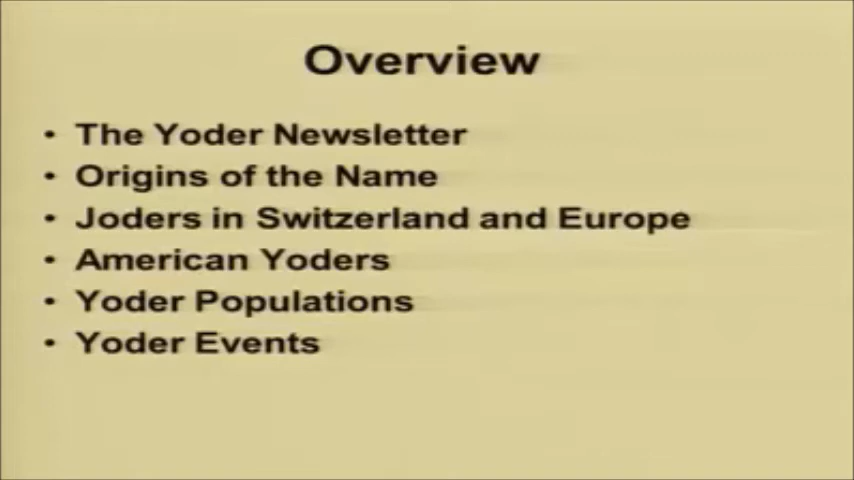 Overview
• The Yoder Newsletter
• Origins of the Name
• Joders in Switzerland and Europe
• American Yoders
• Yoder Populations
• Yoder Events